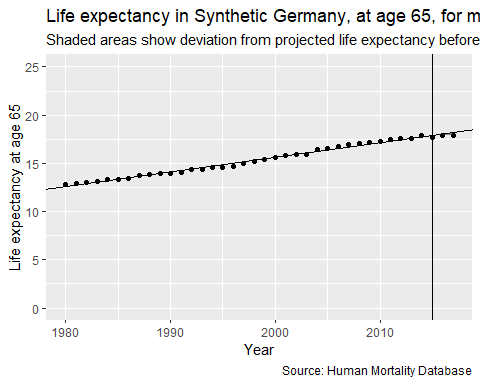 Life expectancy in Synthetic Germany, at age 65, for m
Shaded areas show deviation from projected life expectancy before
25
20
15
10
5
0
Life expectancy at age 65
1980
1990
2000
2010
Year
Source: Human Mortality Database